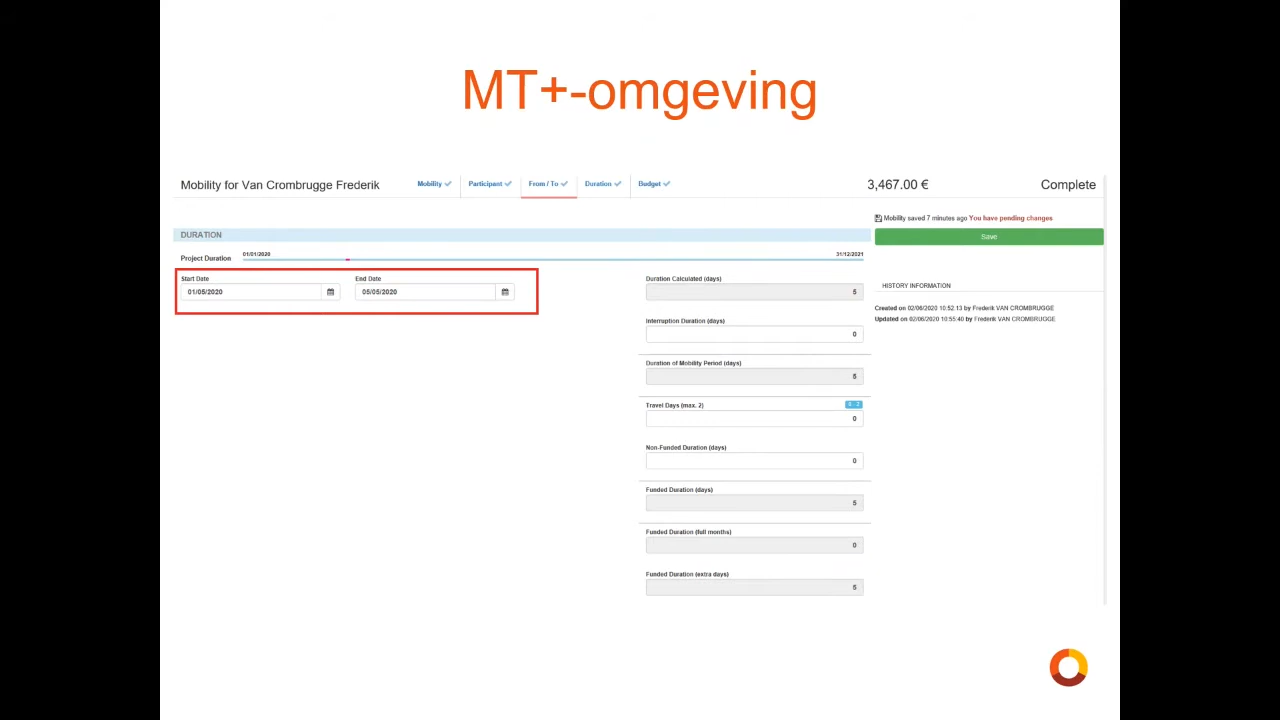 MT+-omgeving
Mobility for Van Crombrugge Frederik Mobility Participant From / To Duration Budget 3,467.00 € Complete
Mobility saved 7 minutes ago You have pending changes
Save
DURATION
Project Duration 01/01/2020 31/12/2021
Start Date End Date
01/05/2020 05/05/2020
Duration Calculated (days)
5
Interruption Duration (days)
0
Duration of Mobility Period (days)
5
Travel Days (max. 2) 0 - 2
0
Non-Funded Duration (days)
0
Funded Duration (days)
5
Funded Duration (full months)
0
Funded Duration (extra days)
5
HISTORY INFORMATION
Created on 02/06/2020 10:52:13 by Frederik VAN CROMBRUGGE
Updated on 02/06/2020 10:55:40 by Frederik VAN CROMBRUGGE